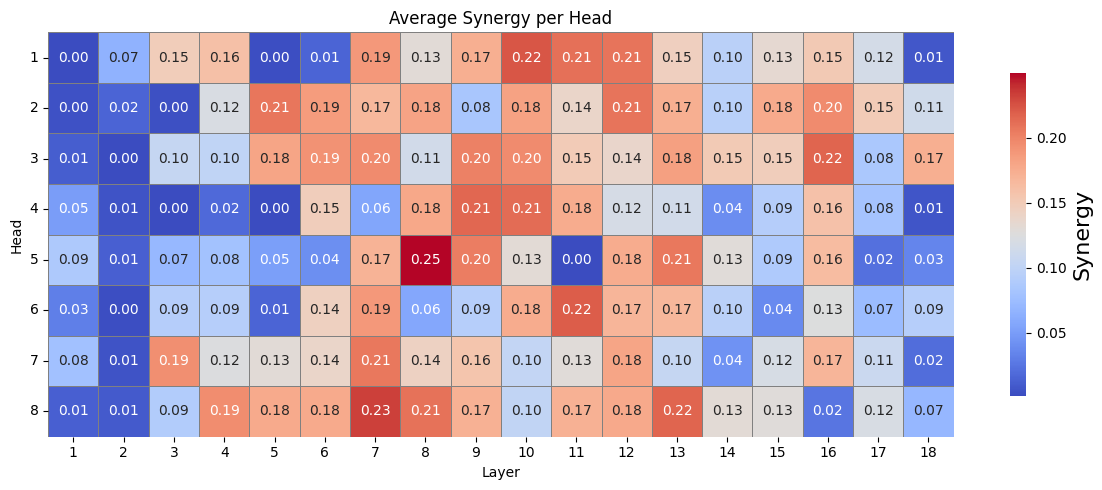 Average Synergy per Head
1 0.00 0.07 0.15 0.16 0.00 0.01 0.19 0.13 0.17 0.22 0.21 0.21 0.15 0.10 0.13 0.15 0.12 0.01
2 0.00 0.02 0.00 0.12 0.21 0.19 0.17 0.18 0.08 0.18 0.14 0.21 0.17 0.10 0.18 0.20 0.15 0.11
3 0.01 0.00 0.10 0.10 0.18 0.19 0.20 0.11 0.20 0.20 0.15 0.14 0.18 0.15 0.15 0.22 0.08 0.17
4 0.05 0.01 0.00 0.02 0.00 0.15 0.06 0.18 0.21 0.21 0.18 0.12 0.11 0.04 0.09 0.16 0.08 0.01
5 0.09 0.01 0.07 0.08 0.05 0.04 0.17 0.25 0.20 0.13 0.00 0.18 0.21 0.13 0.09 0.16 0.02 0.03
6 0.03 0.00 0.09 0.09 0.01 0.14 0.19 0.06 0.09 0.18 0.22 0.17 0.17 0.10 0.04 0.13 0.07 0.09
7 0.08 0.01 0.19 0.12 0.13 0.14 0.21 0.14 0.16 0.10 0.13 0.18 0.10 0.04 0.12 0.17 0.11 0.02
8 0.01 0.01 0.09 0.19 0.18 0.18 0.23 0.21 0.17 0.10 0.17 0.18 0.22 0.13 0.13 0.02 0.12 0.07
1 2 3 4 5 6 7 8 9 10 11 12 13 14 15 16 17 18
Layer
Head
0.20
0.15
0.10
0.05
Synergy